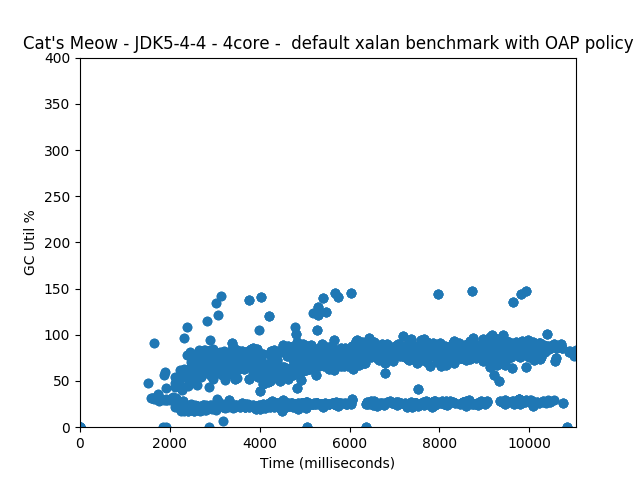 Cat's Meow - JDK5-4-4 - 4core -  default xalan benchmark with OAP policy
400
350
300
250
200
150
100
50
0
GC Util %
0 2000 4000 6000 8000 10000
Time (milliseconds)